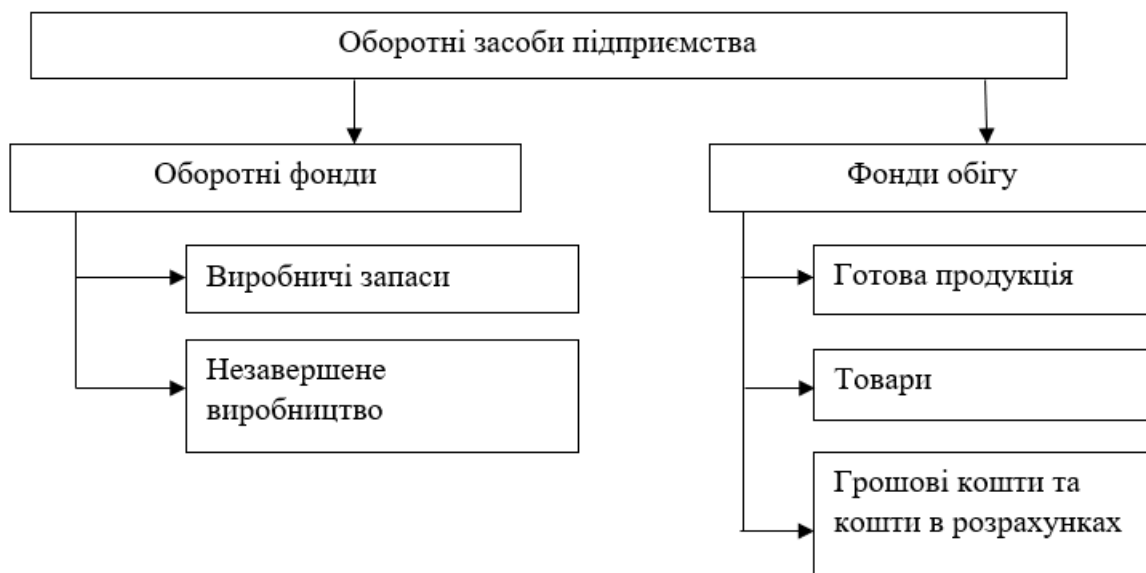 Оборотні засоби підприємства
Оборотні фонди
Виробничі запаси
Незавершене
виробництво
Фонди обігу
Готова продукція
Товари
Грошові кошти та
кошти в розрахунках